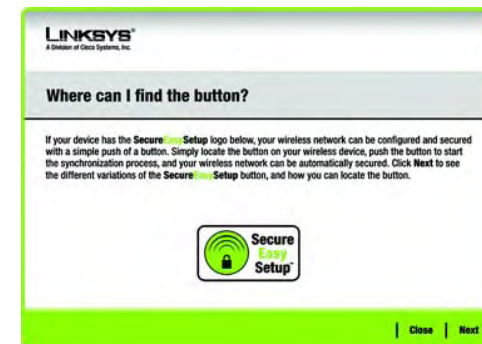 LINKSYS®
A Division of Cisco Systems, Inc.
Where can I find the button?
If your device has the SecureEasySetup logo below, your wireless network can be configured and secured
with a simple push of a button. Simply locate the button on your wireless device, push the button to start
the synchronization process, and your wireless network can be automatically secured. Click Next to see
the different variations of the SecureEasySetup button, and how you can locate the button.
Secure
Easy
Setup™
Close | Next